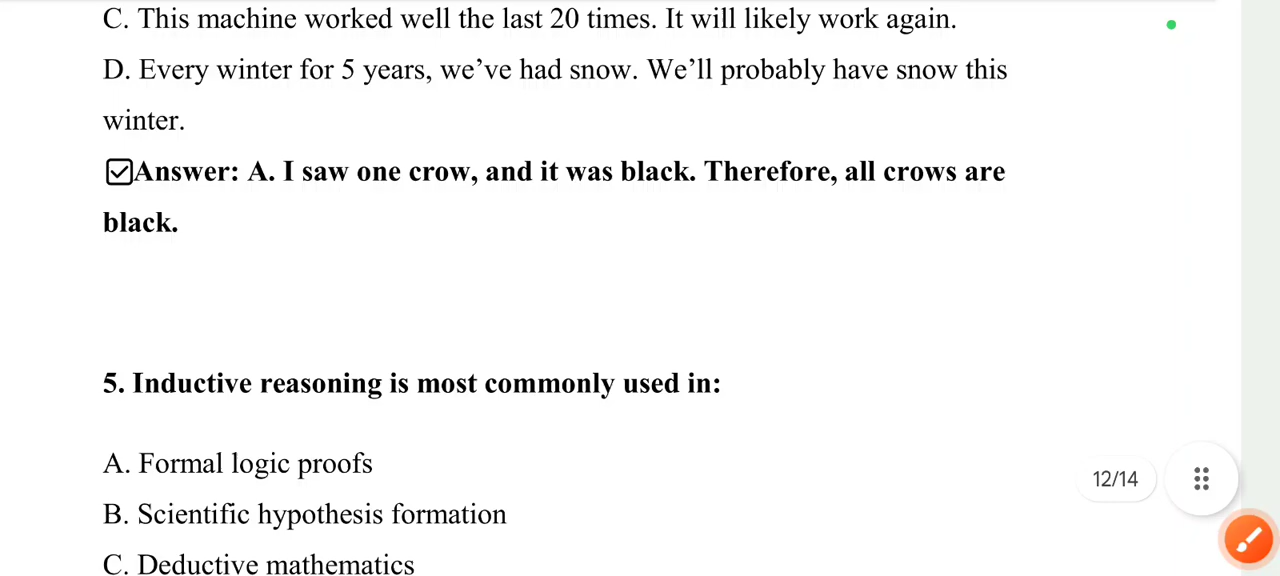 C. This machine worked well the last 20 times. It will likely work again.
D. Every winter for 5 years, we’ve had snow. We’ll probably have snow this
winter.
☑Answer: A. I saw one crow, and it was black. Therefore, all crows are
black.
5. Inductive reasoning is most commonly used in:
A. Formal logic proofs
12/14
B. Scientific hypothesis formation
C. Deductive mathematics